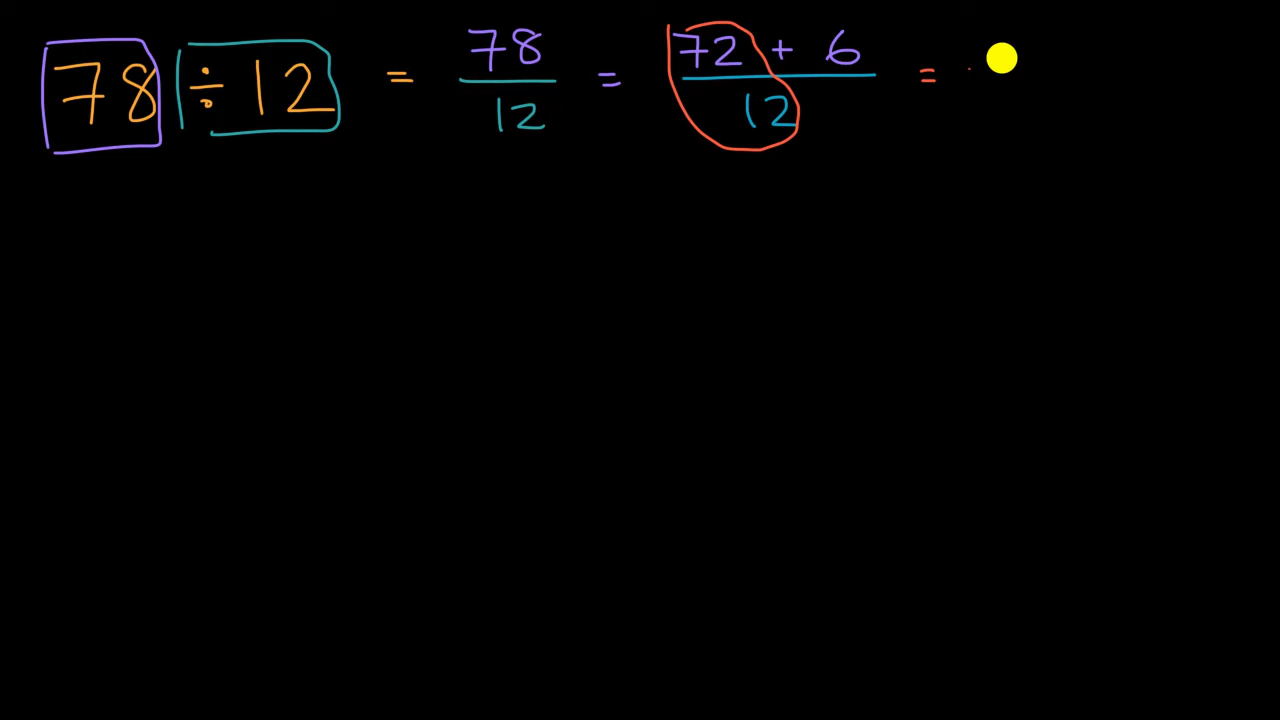 78 ÷ 12 = 78/12 = (72 + 6)/12 =